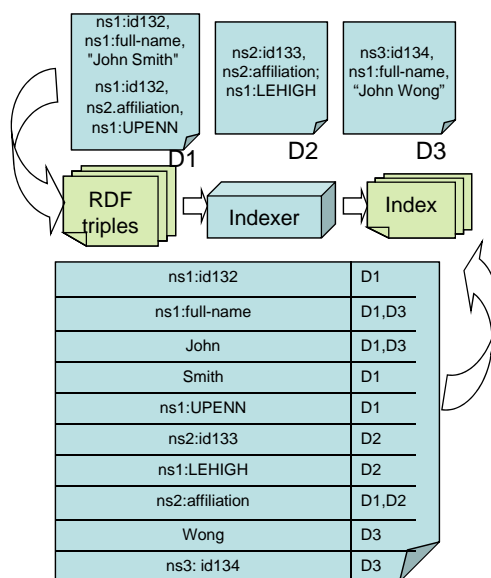 ns1:id132,
ns1:full-name,
"John Smith"
ns1:id132,
ns2.affiliation,
ns1:UPENN
D1
ns2:id133,
ns2:affiliation;
ns1:LEHIGH
D2
ns3:id134,
ns1:full-name,
“John Wong”
D3
RDF
triples
Indexer
Index
ns1:id132 D1
ns1:full-name D1,D3
John D1,D3
Smith D1
ns1:UPENN D1
ns2:id133 D2
ns1:LEHIGH D2
ns2:affiliation D1,D2
Wong D3
ns3: id134 D3